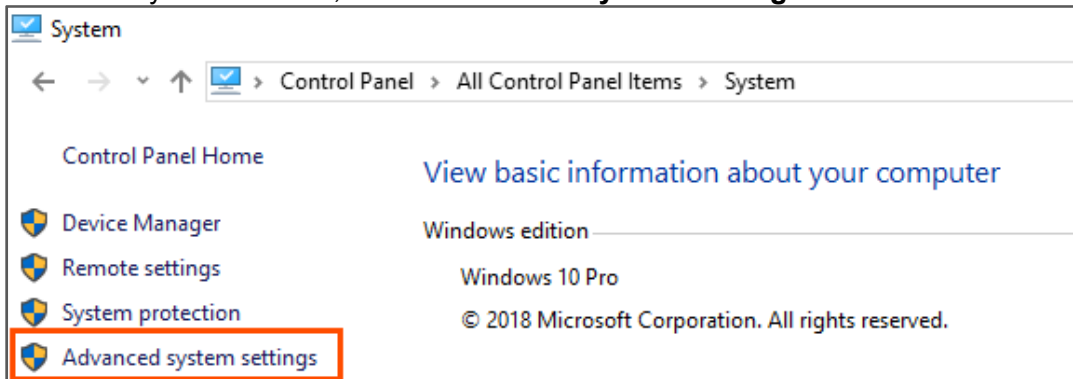 System
Control Panel > All Control Panel Items > System
Control Panel Home
View basic information about your computer
Device Manager
Windows edition
Remote settings
Windows 10 Pro
System protection
© 2018 Microsoft Corporation. All rights reserved.
Advanced system settings